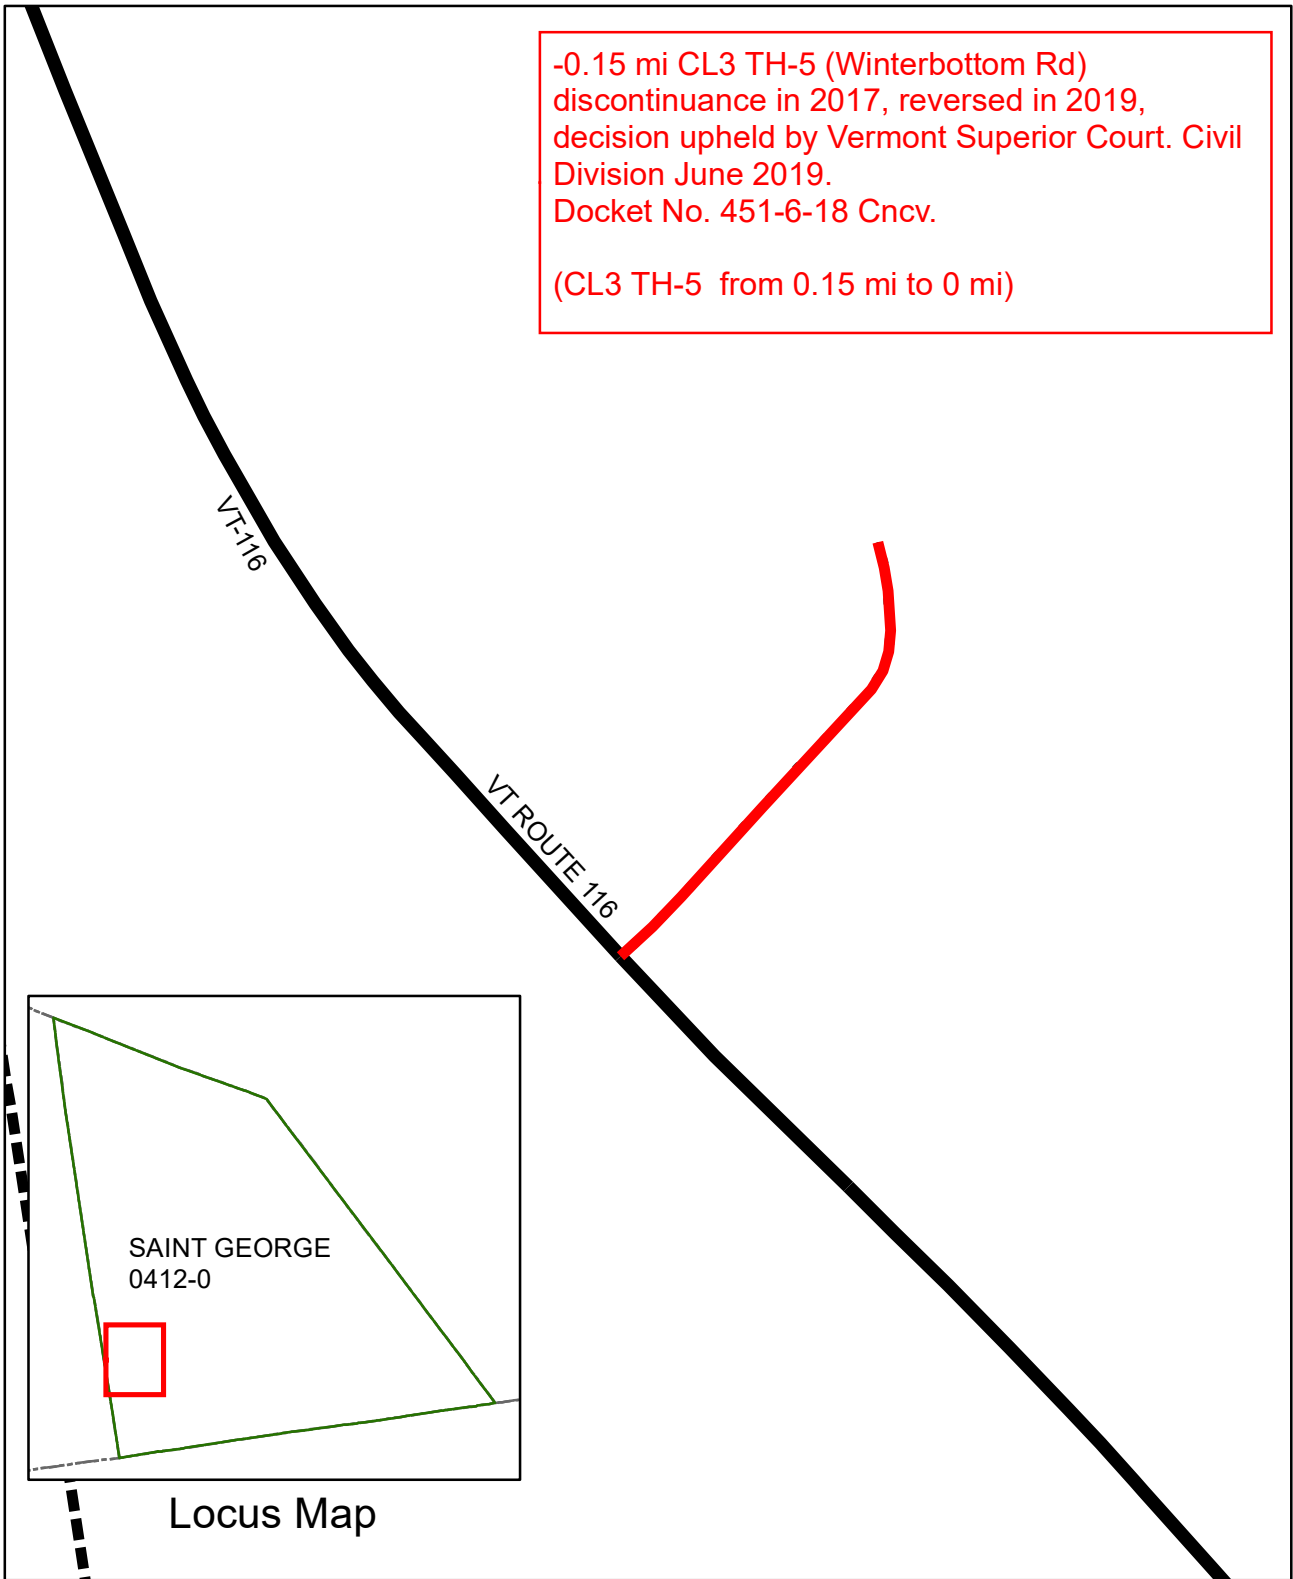 -0.15 mi CL3 TH-5 (Winterbottom Rd)
discontinuance in 2017, reversed in 2019,
decision upheld by Vermont Superior Court. Civil
Division June 2019.
Docket No. 451-6-18 Cncv.
(CL3 TH-5  from 0.15 mi to 0 mi)
VT-116
VT ROUTE 116
SAINT GEORGE
0412-0
Locus Map